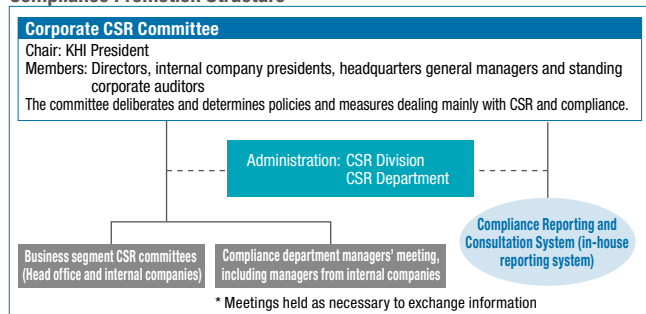 Compliance Promotion Structure
Corporate CSR Committee
Chair: KHI President
Members: Directors, internal company presidents, headquarters general managers and standing
corporate auditors
The committee deliberates and determines policies and measures dealing mainly with CSR and compliance.
Administration: CSR Division
CSR Department
Business segment CSR committees
(Head office and internal companies)
Compliance department managers' meeting,
including managers from internal companies
Compliance Reporting and
Consultation System (in-house
reporting system)
* Meetings held as necessary to exchange information